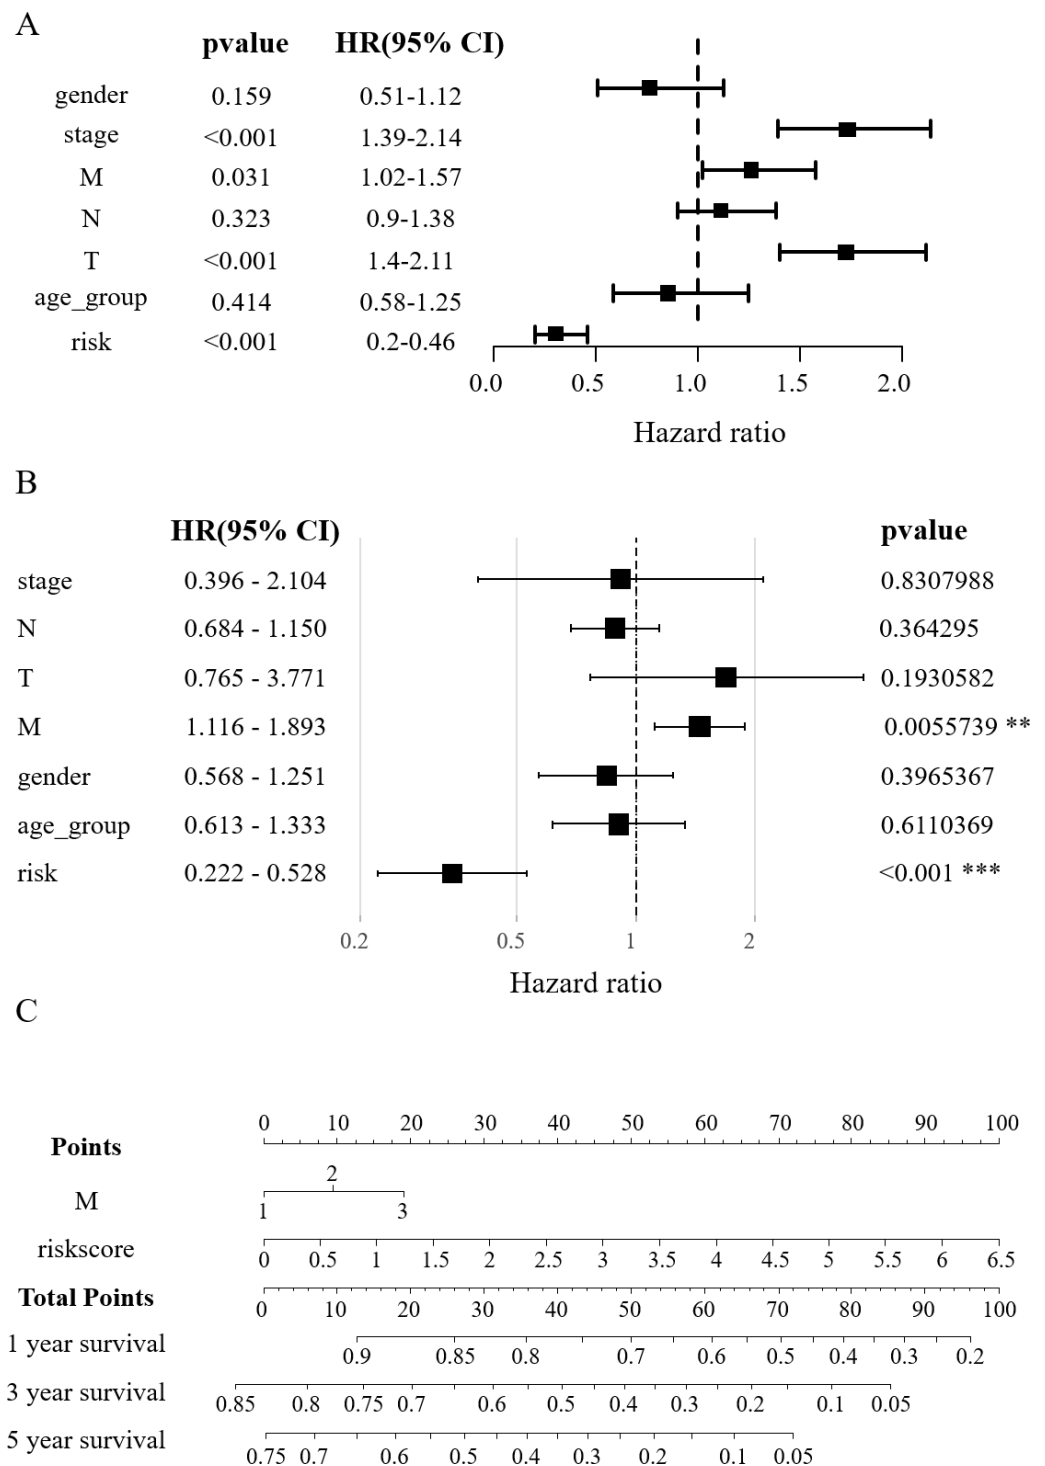 A
pvalue HR(95% CI)
gender 0.159 0.51-1.12
stage <0.001 1.39-2.14
M 0.031 1.02-1.57
N 0.323 0.9-1.38
T <0.001 1.4-2.11
age_group 0.414 0.58-1.25
risk <0.001 0.2-0.46
0.0 0.5 1.0 1.5 2.0
Hazard ratio
B
HR(95% CI) pvalue
stage 0.396 - 2.104 0.8307988
N 0.684 - 1.150 0.364295
T 0.765 - 3.771 0.1930582
M 1.116 - 1.893 0.0055739 **
gender 0.568 - 1.251 0.3965367
age_group 0.613 - 1.333 0.6110369
risk 0.222 - 0.528 <0.001 ***
0.2 0.5 1 2
Hazard ratio
C
0 10 20 30 40 50 60 70 80 90 100
Points
2
M
1 3
riskscore
0 0.5 1 1.5 2 2.5 3 3.5 4 4.5 5 5.5 6 6.5
Total Points
0 10 20 30 40 50 60 70 80 90 100
1 year survival
0.9 0.85 0.8 0.7 0.6 0.5 0.4 0.3 0.2
3 year survival
0.85 0.8 0.75 0.7 0.6 0.5 0.4 0.3 0.2 0.1 0.05
5 year survival
0.75 0.7 0.6 0.5 0.4 0.3 0.2 0.1 0.05